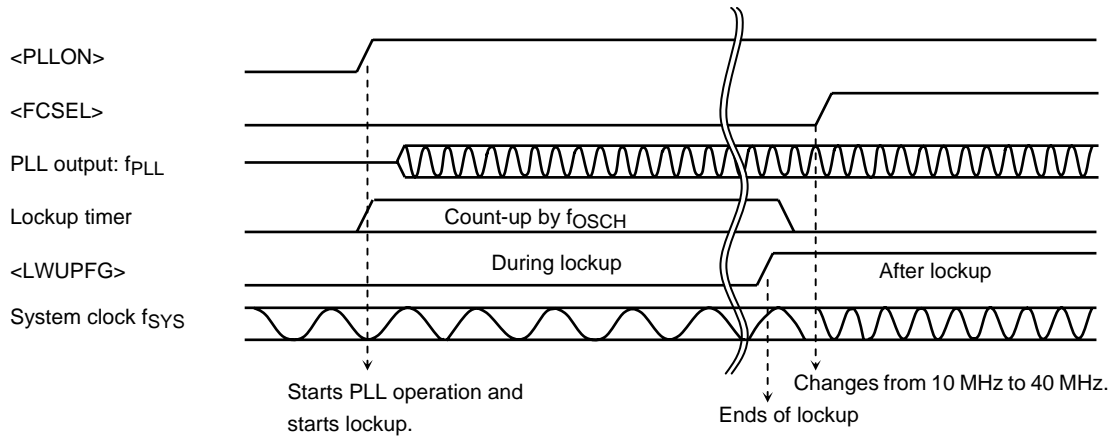 <PLLON>
<FCSEL>
PLL output: fPLL
Lockup timer
Count-up by fOSCH
<LWUPFG>
During lockup
After lockup
System clock fSYS
Starts PLL operation and
starts lockup.
Changes from 10 MHz to 40 MHz.
Ends of lockup